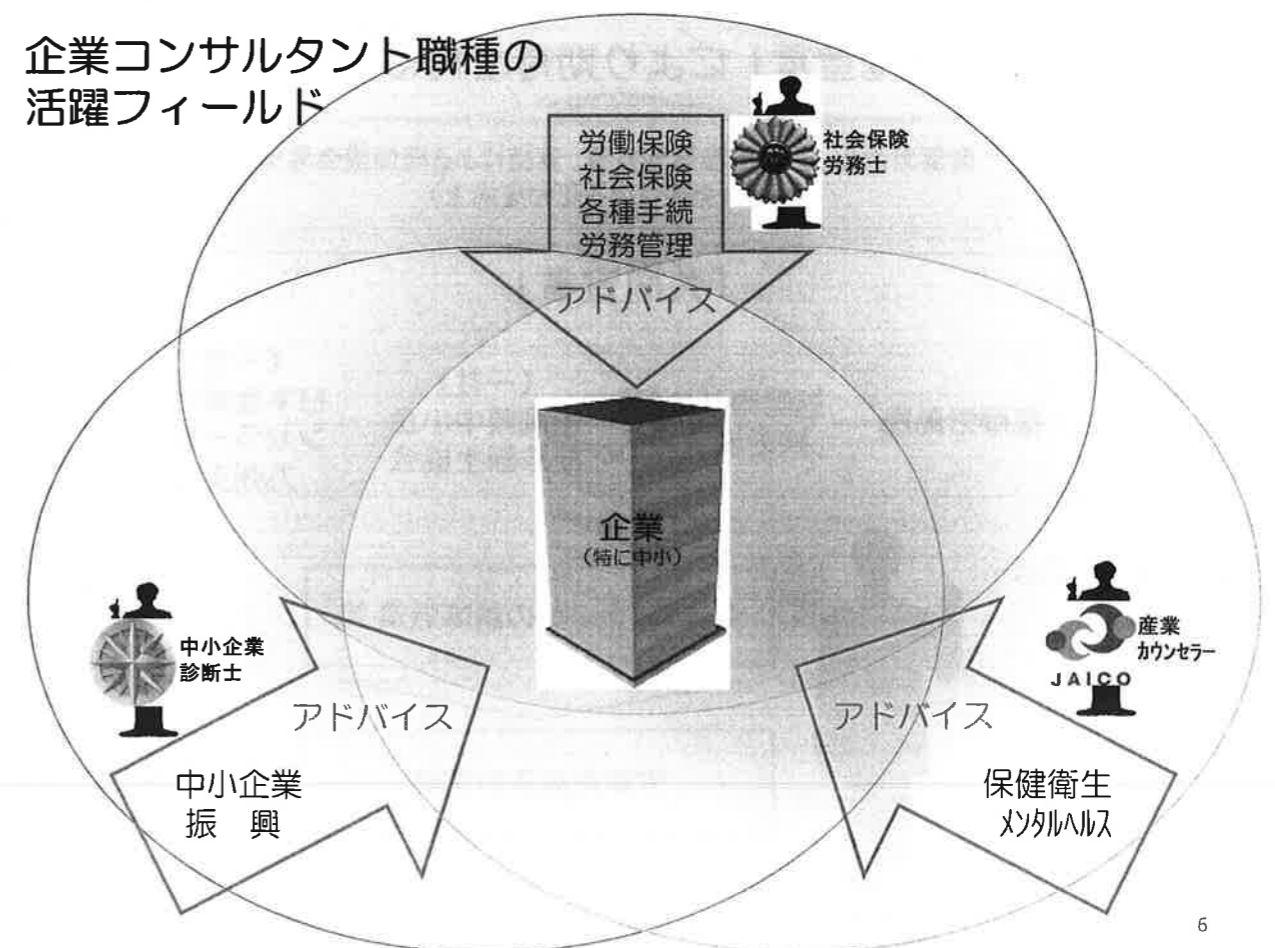 企業コンサルタント職種の
活躍フィールド
労働保険
社会保険
各種手続
労務管理
アドバイス
社会保険
労務士
企業
（特に中小）
中小企業
診断士
アドバイス
中小企業
振　興
産業
カウンセラー
JAICO
アドバイス
保健衛生
メンタルヘルス
6